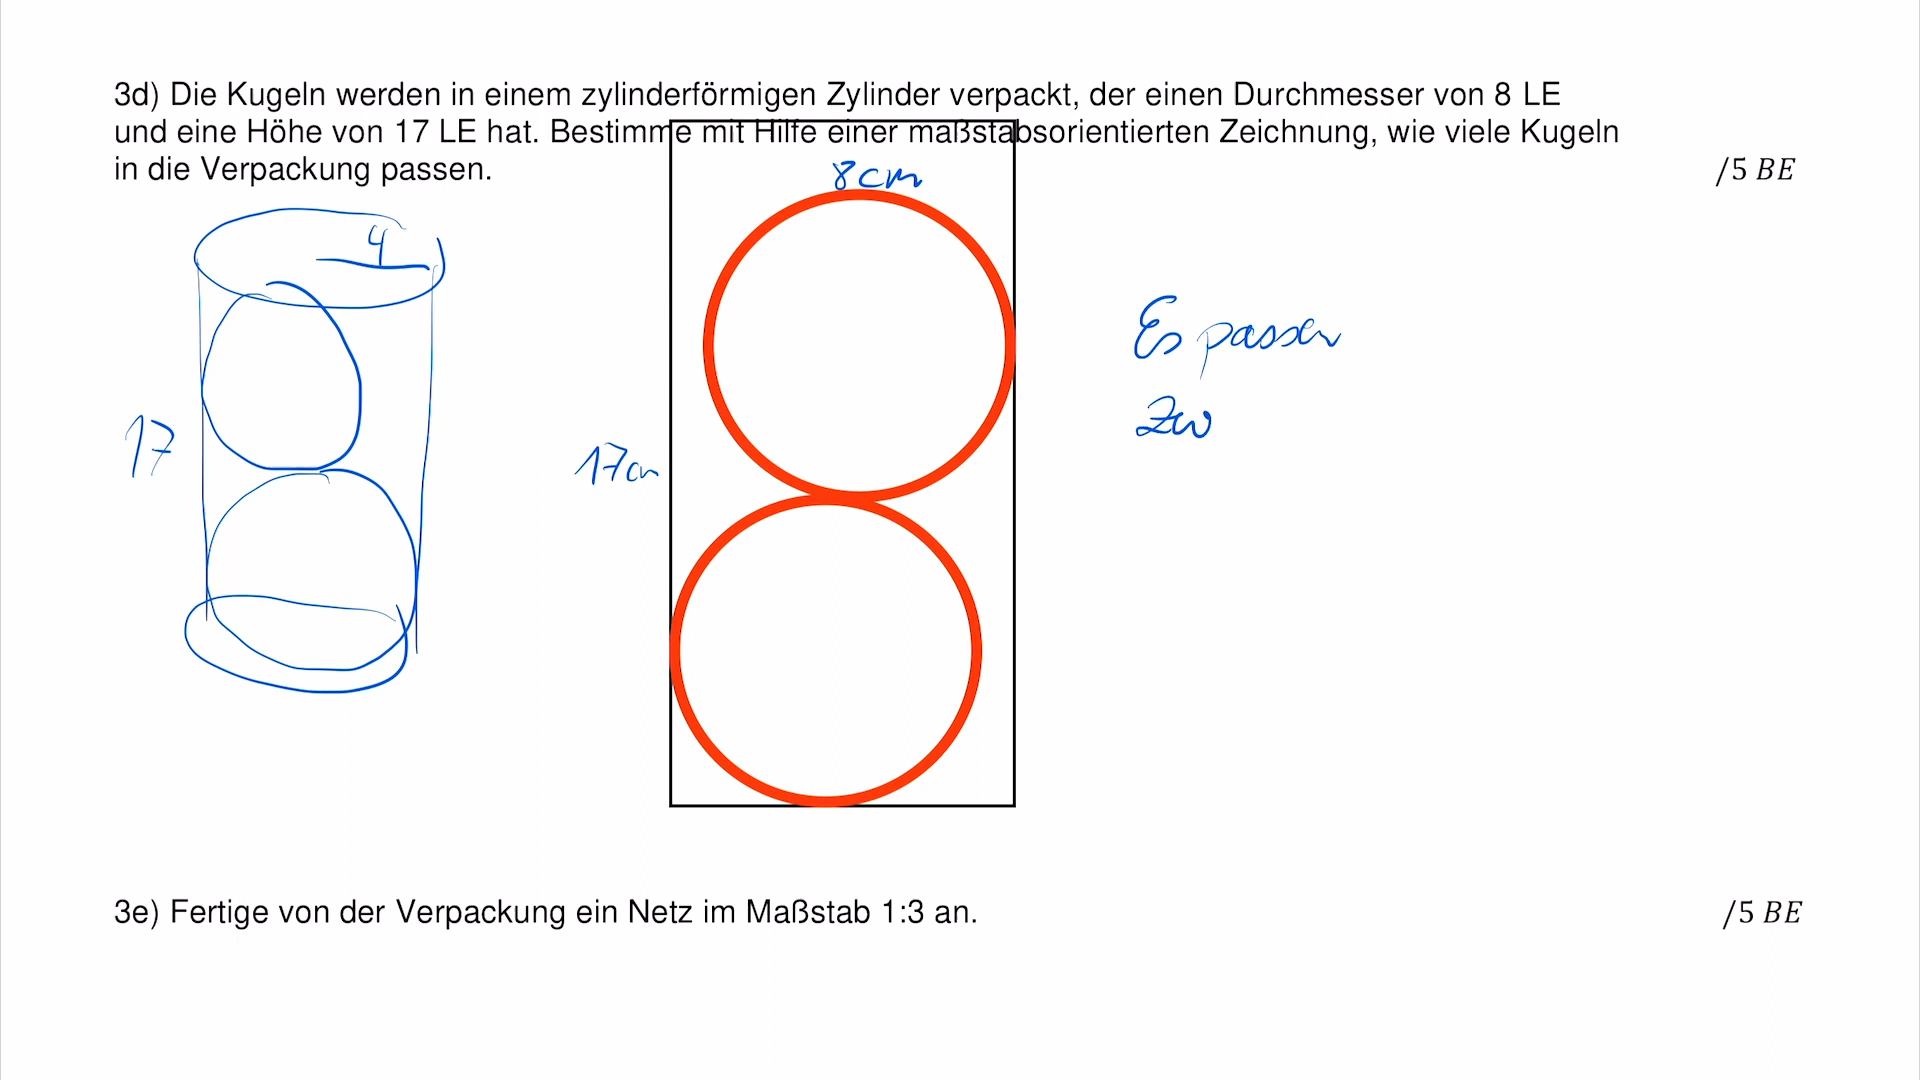 3d) Die Kugeln werden in einem zylinderförmigen Zylinder verpackt, der einen Durchmesser von 8 LE
und eine Höhe von 17 LE hat. Bestimme mit Hilfe einer maßstabsorientierten Zeichnung, wie viele Kugeln
in die Verpackung passen.
/5 BE
8cm
4
17
17cm
Es passen
zw
3e) Fertige von der Verpackung ein Netz im Maßstab 1:3 an.
/5 BE